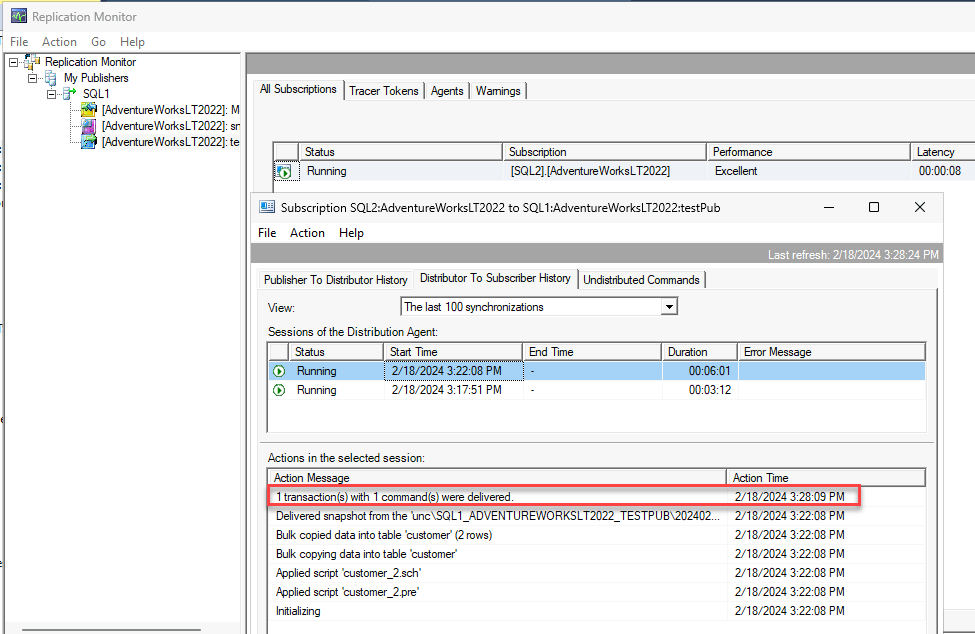 Replication Monitor
File Action Go Help
Replication Monitor
My Publishers
SQL1
[AdventureWorksLT2022]: M
[AdventureWorksLT2022]: sr
[AdventureWorksLT2022]: te
All Subscriptions Tracer Tokens Agents Warnings
Status Subscription Performance Latency
Running [SQL2].[AdventureWorksLT2022] Excellent 00:00:08
Subscription SQL2:AdventureWorksLT2022 to SQL1:AdventureWorksLT2022:testPub
File Action Help
Last refresh: 2/18/2024 3:28:24 PM
Publisher To Distributor History Distributor To Subscriber History Undistributed Commands
View: The last 100 synchronizations
Sessions of the Distribution Agent:
Status Start Time End Time Duration Error Message
Running 2/18/2024 3:22:08 PM - 00:06:01
Running 2/18/2024 3:17:51 PM - 00:03:12
Actions in the selected session:
Action Message Action Time
1 transaction(s) with 1 command(s) were delivered. 2/18/2024 3:28:09 PM
Delivered snapshot from the 'unc\SQL1_ADVENTUREWORKSLT2022_TESTPUB\202402... 2/18/2024 3:22:08 PM
Bulk copied data into table 'customer' (2 rows) 2/18/2024 3:22:08 PM
Bulk copying data into table 'customer' 2/18/2024 3:22:08 PM
Applied script 'customer_2.sch' 2/18/2024 3:22:08 PM
Applied script 'customer_2.pre' 2/18/2024 3:22:08 PM
Initializing 2/18/2024 3:22:08 PM